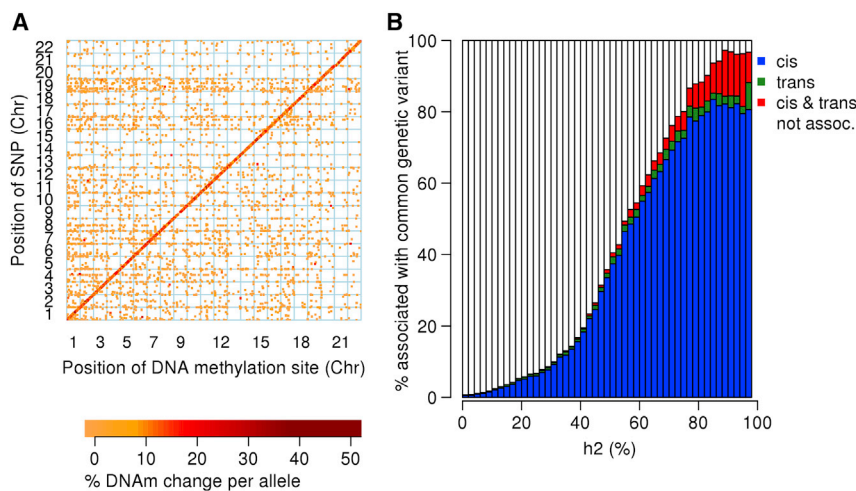 A
22
21
20
19
18
17
16
15
14
13
12
11
10
9
8
7
6
5
4
3
2
1
Position of SNP (Chr)
1 3 5 7 9 12 15 18 21
Position of DNA methylation site (Chr)
0 10 20 30 40 50
% DNAm change per allele
B
100
80
60
40
20
0
% associated with common genetic variant
0 20 40 60 80 100
h2 (%)
cis
trans
cis & trans
not assoc.